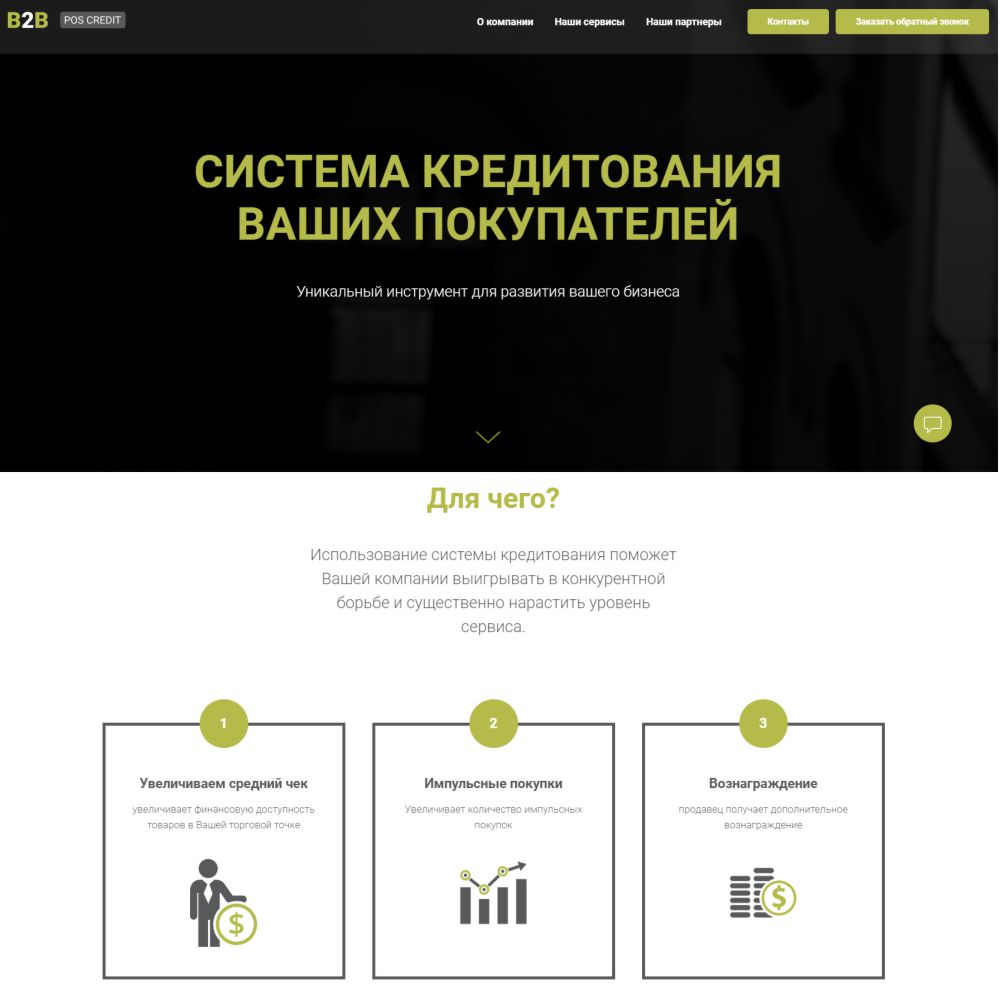 B2B POS CREDIT О компании Наши сервисы Наши партнеры Контакты Заказать обратный звонок
СИСТЕМА КРЕДИТОВАНИЯ
ВАШИХ ПОКУПАТЕЛЕЙ
Уникальный инструмент для развития вашего бизнеса
Для чего?
Использование системы кредитования поможет
Вашей компании выигрывать в конкурентной
борьбе и существенно нарастить уровень
сервиса.
1
Увеличиваем средний чек
увеличивает финансовую доступность
товаров в Вашей торговой точке
$
2
Импульсные покупки
Увеличивает количество импульсных
покупок
3
Вознаграждение
продавец получает дополнительное
вознаграждение
$